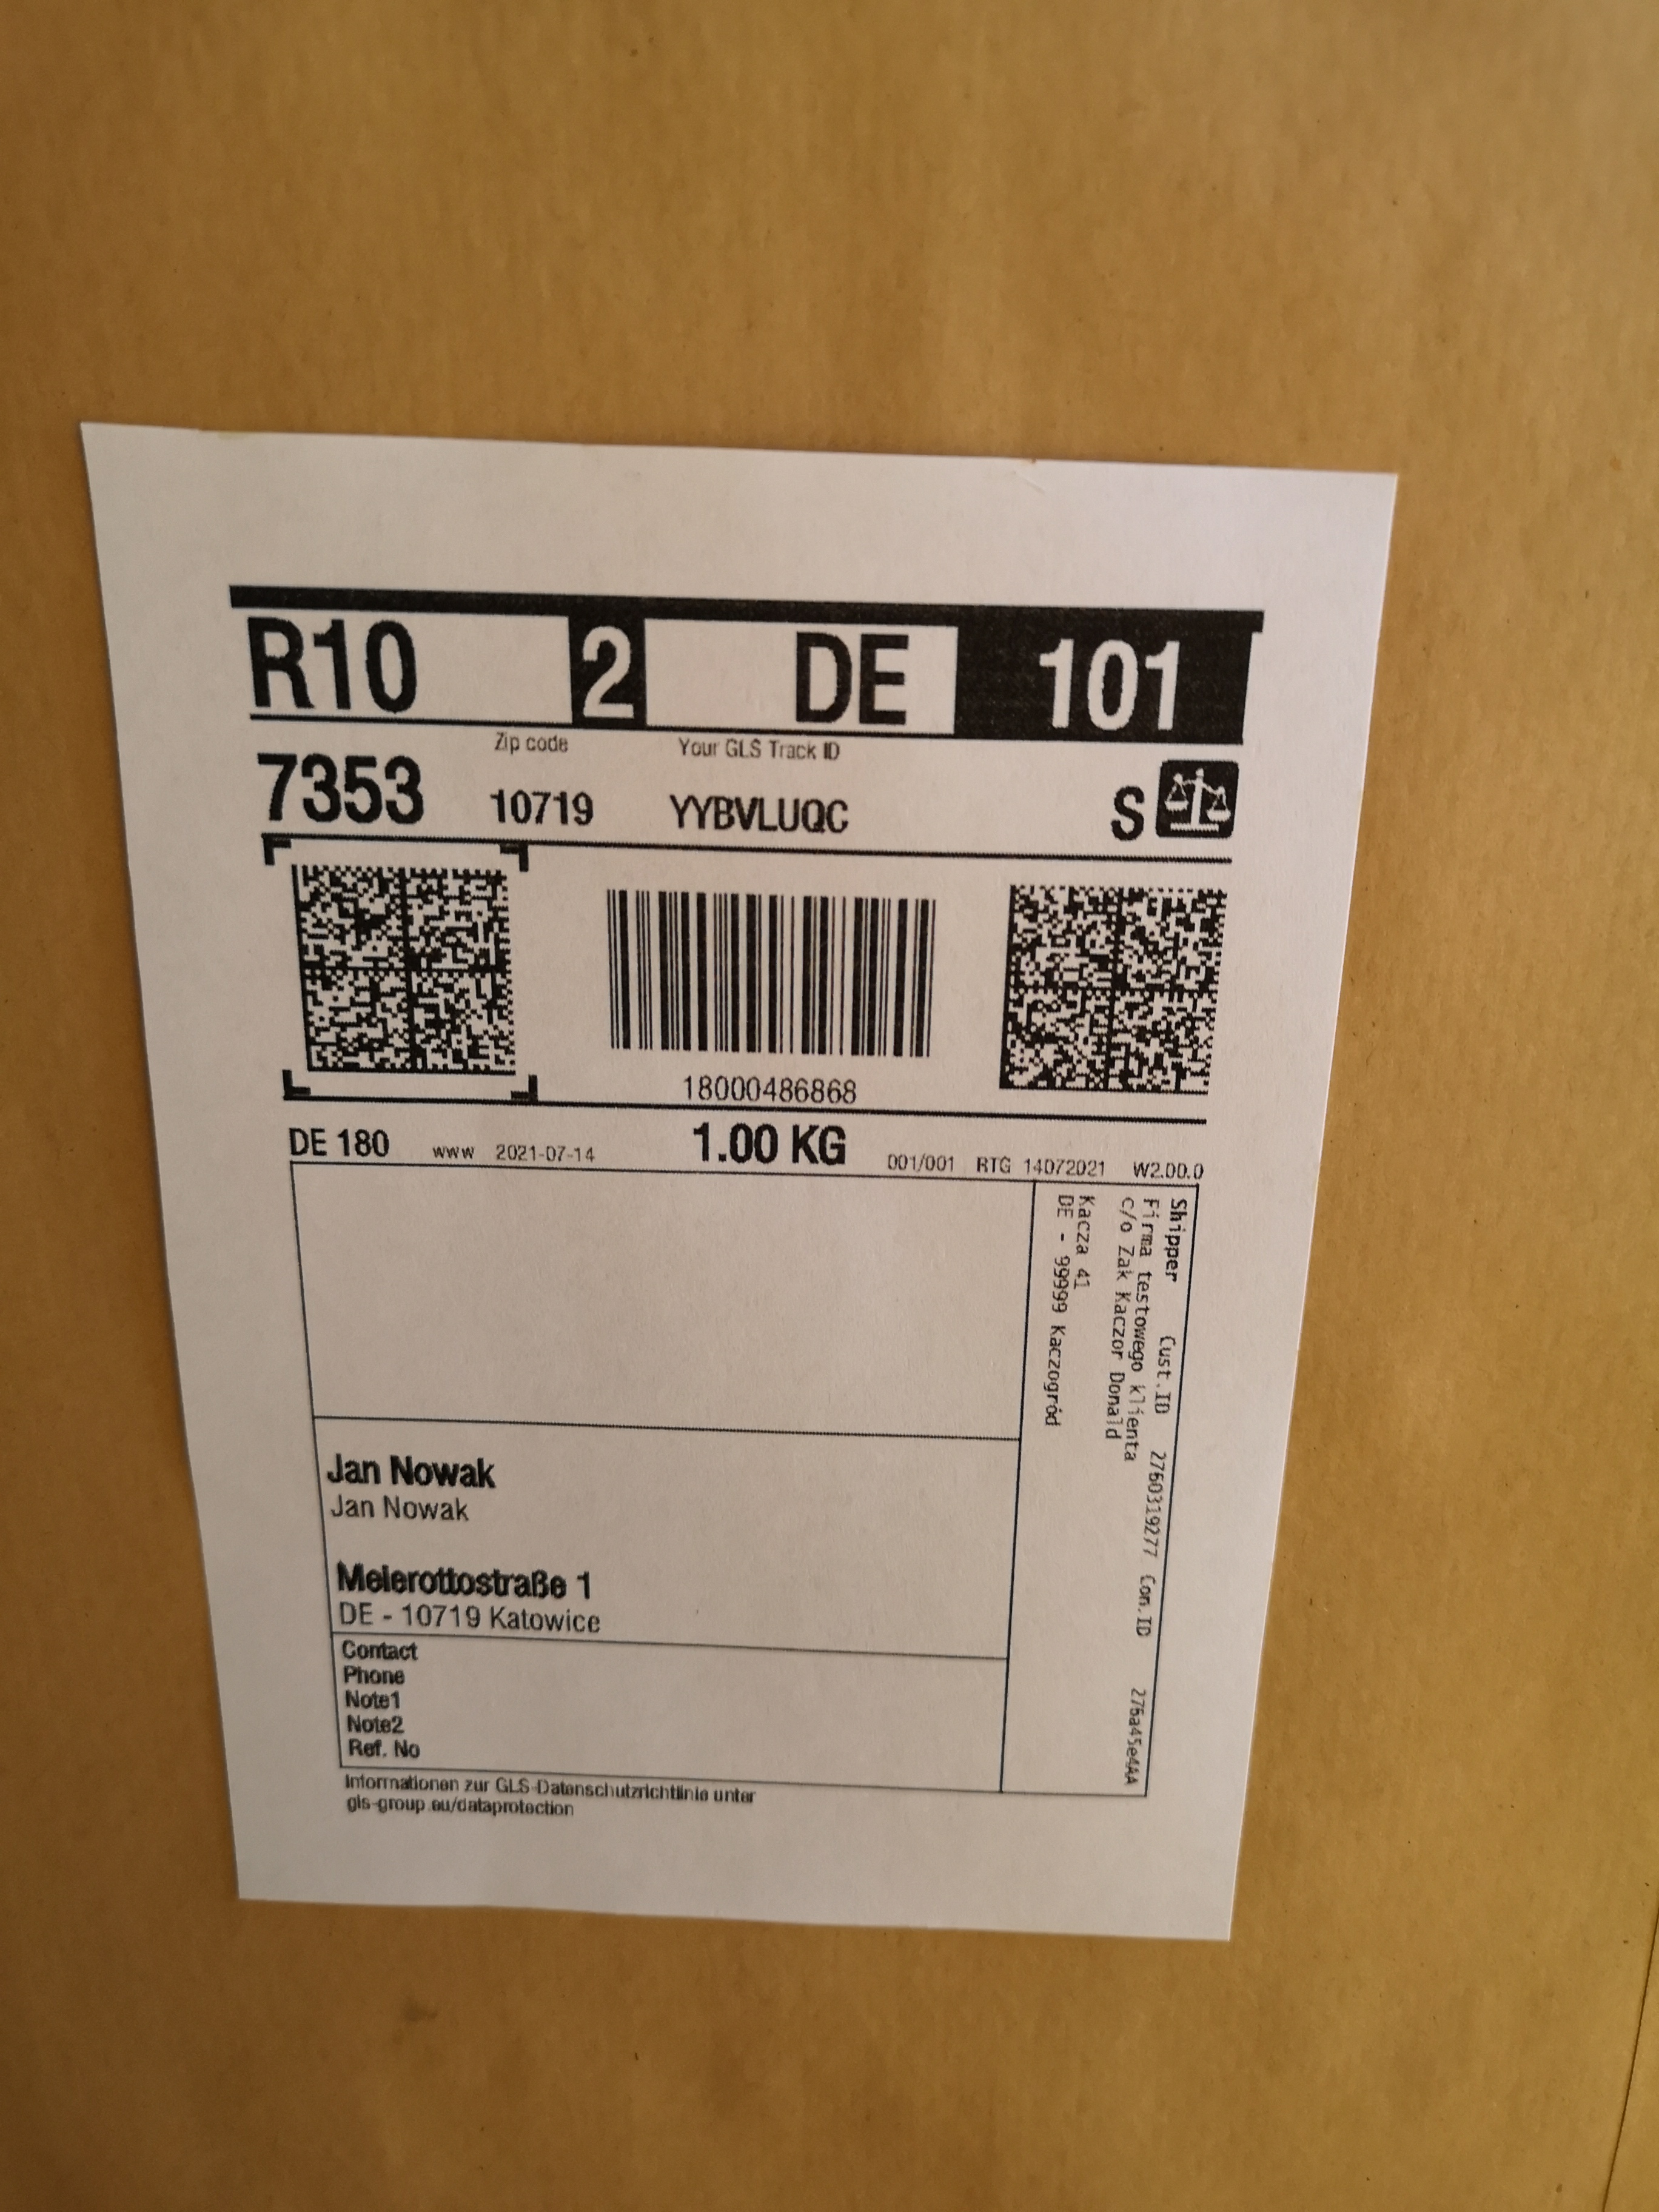 R10 2 DE 101
Zip code Your GLS Track ID
7353 10719 YYBVLUQC S
18000486868
DE 180 www 2021-07-14 1.00 KG 001/001 RTG 14072021 W2.00.0
Shipper Cust.ID 2760319277 Con.ID 276a45e4AA
Firma testowego klienta
c/o Zak Kaczor Donald
Kacza 41
DE - 99999 Kaczogród
Jan Nowak
Jan Nowak
Meierottostraße 1
DE - 10719 Katowice
Contact
Phone
Note1
Note2
Ref. No
Informationen zur GLS-Datenschutzrichtlinie unter
gls-group.eu/dataprotection